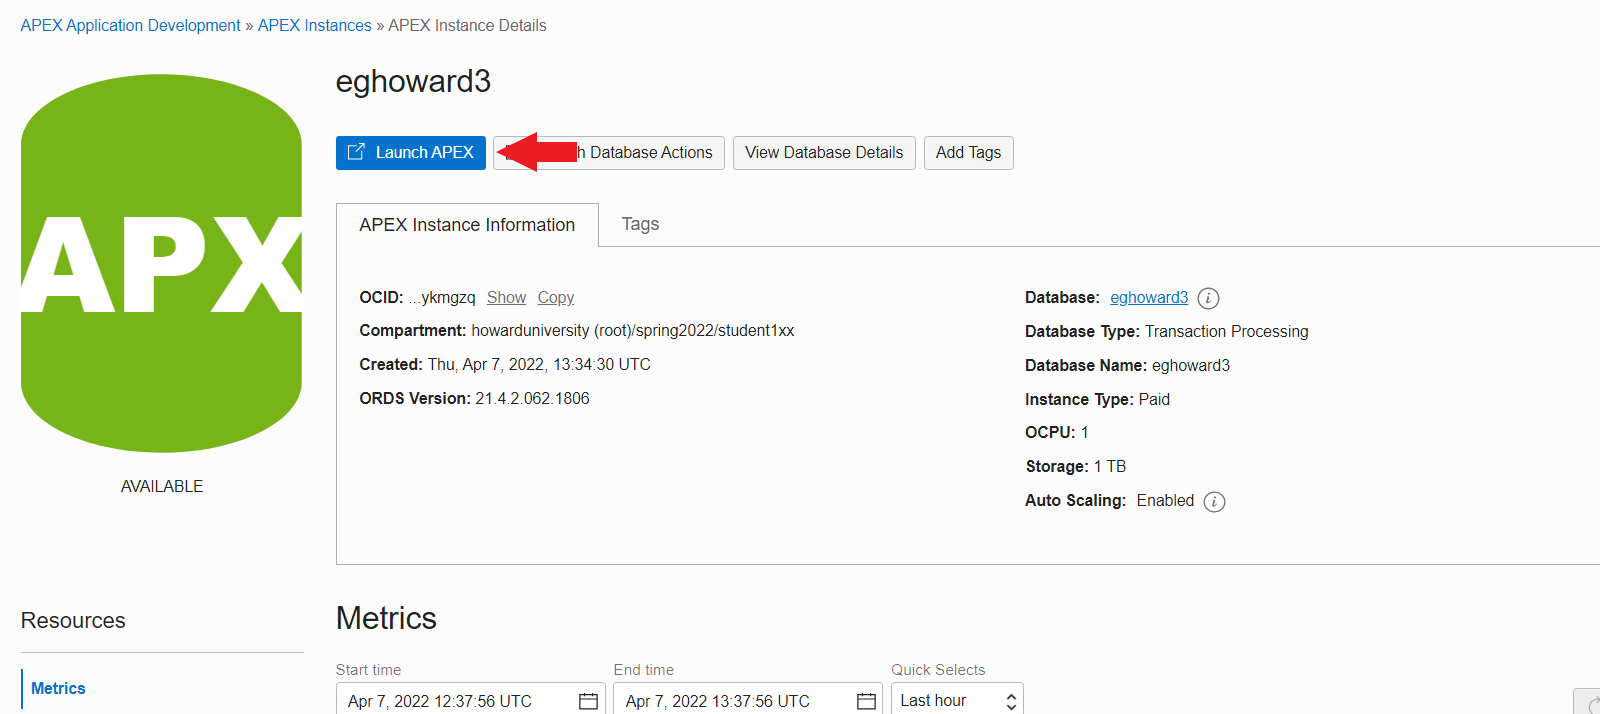 APEX Application Development » APEX Instances » APEX Instance Details
eghoward3
Launch APEX
h Database Actions
View Database Details
Add Tags
APX
AVAILABLE
APEX Instance Information
Tags
OCID: ...ykmgzq Show Copy
Compartment: howarduniversity (root)/spring2022/student1xx
Created: Thu, Apr 7, 2022, 13:34:30 UTC
ORDS Version: 21.4.2.062.1806
Database: eghoward3
Database Type: Transaction Processing
Database Name: eghoward3
Instance Type: Paid
OCPU: 1
Storage: 1 TB
Auto Scaling: Enabled
Resources
Metrics
Metrics
Start time
End time
Quick Selects
Apr 7, 2022 12:37:56 UTC
Apr 7, 2022 13:37:56 UTC
Last hour